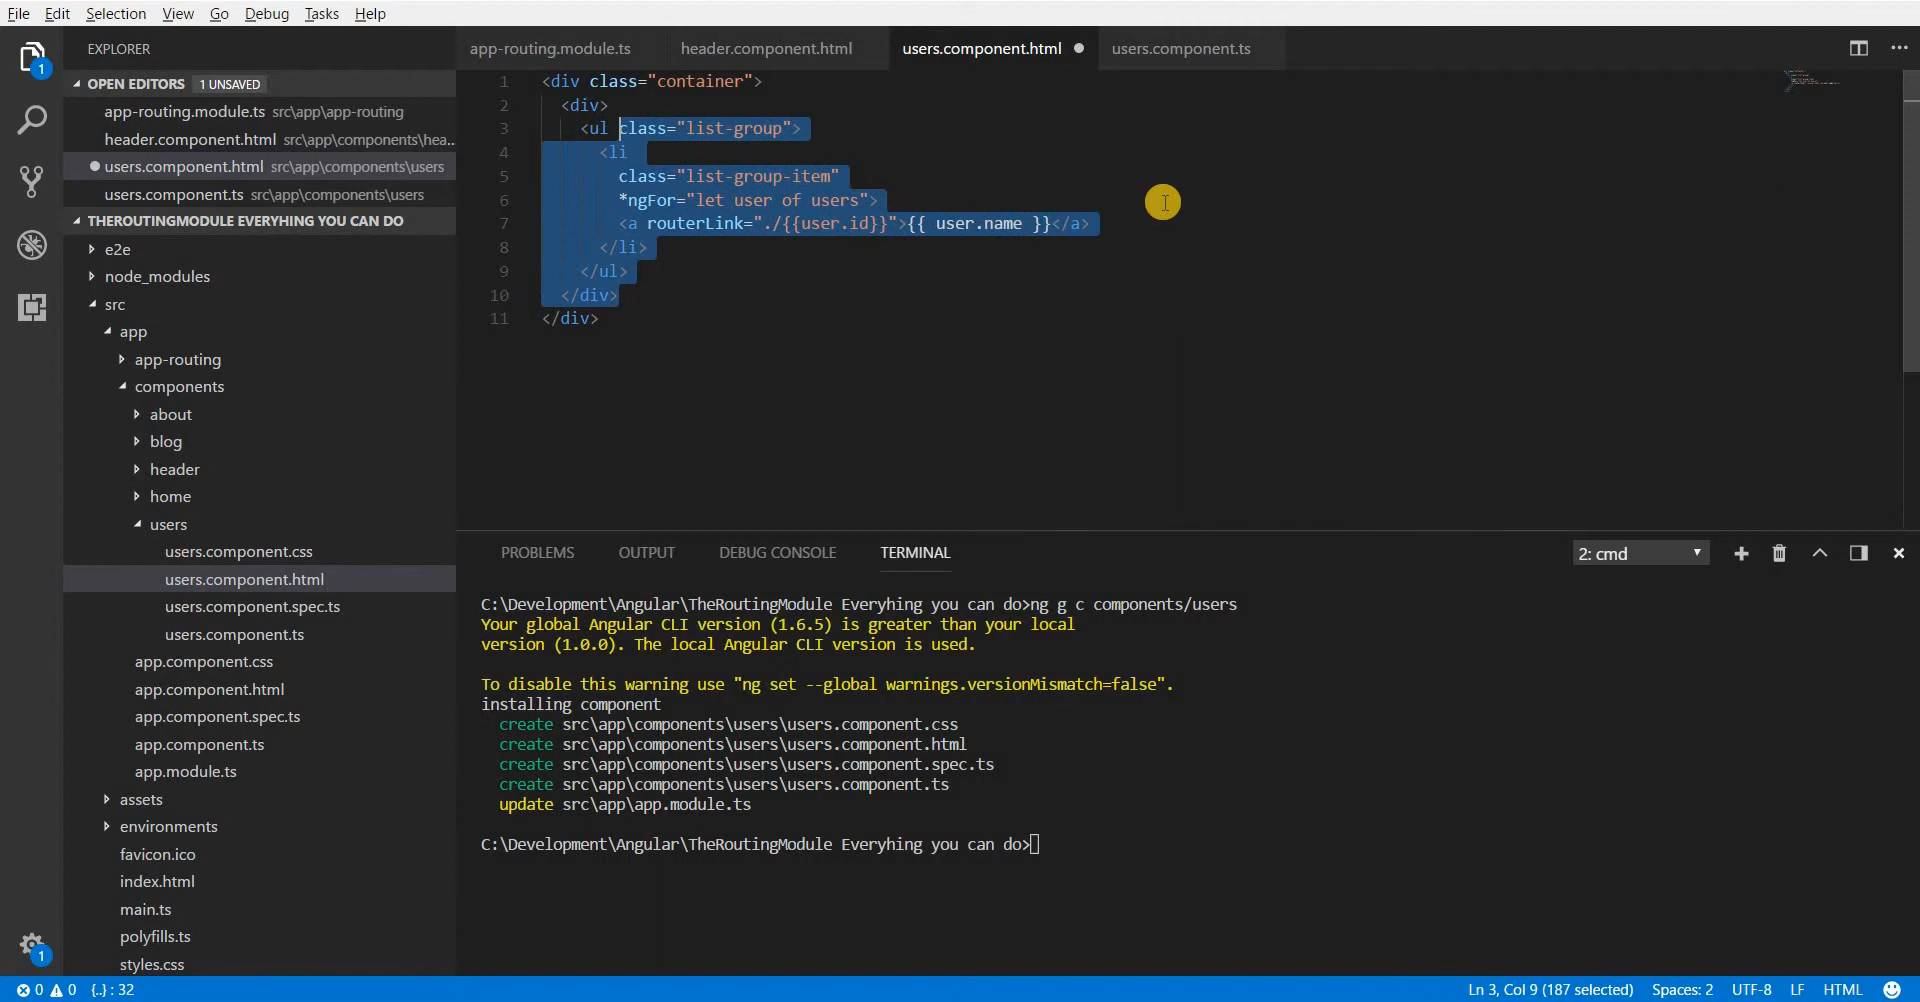 File Edit Selection View Go Debug Tasks Help
1
EXPLORER
OPEN EDITORS 1 UNSAVED
app-routing.module.ts src\app\app-routing
header.component.html src\app\components\hea...
users.component.html src\app\components\users
users.component.ts src\app\components\users
THEROUTINGMODULE EVERYHING YOU CAN DO
e2e
node_modules
src
app
app-routing
components
about
blog
header
home
users
users.component.css
users.component.html
users.component.spec.ts
users.component.ts
app.component.css
app.component.html
app.component.spec.ts
app.component.ts
app.module.ts
assets
environments
favicon.ico
index.html
main.ts
polyfills.ts
styles.css
1
app-routing.module.ts header.component.html users.component.html users.component.ts
1 <div class="container">
2 <div>
3 <ul class="list-group">
4 <li
5 class="list-group-item"
6 *ngFor="let user of users">
7 <a routerLink="./{{user.id}}">{{ user.name }}</a>
8 </li>
9 </ul>
10 </div>
11 </div>
PROBLEMS OUTPUT DEBUG CONSOLE TERMINAL 2: cmd
C:\Development\Angular\TheRoutingModule Everyhing you can do>ng g c components/users
Your global Angular CLI version (1.6.5) is greater than your local
version (1.0.0). The local Angular CLI version is used.
To disable this warning use "ng set --global warnings.versionMismatch=false".
installing component
create src\app\components\users\users.component.css
create src\app\components\users\users.component.html
create src\app\components\users\users.component.spec.ts
create src\app\components\users\users.component.ts
update src\app\app.module.ts
C:\Development\Angular\TheRoutingModule Everyhing you can do>
0 0 {..} : 32 Ln 3, Col 9 (187 selected) Spaces: 2 UTF-8 LF HTML